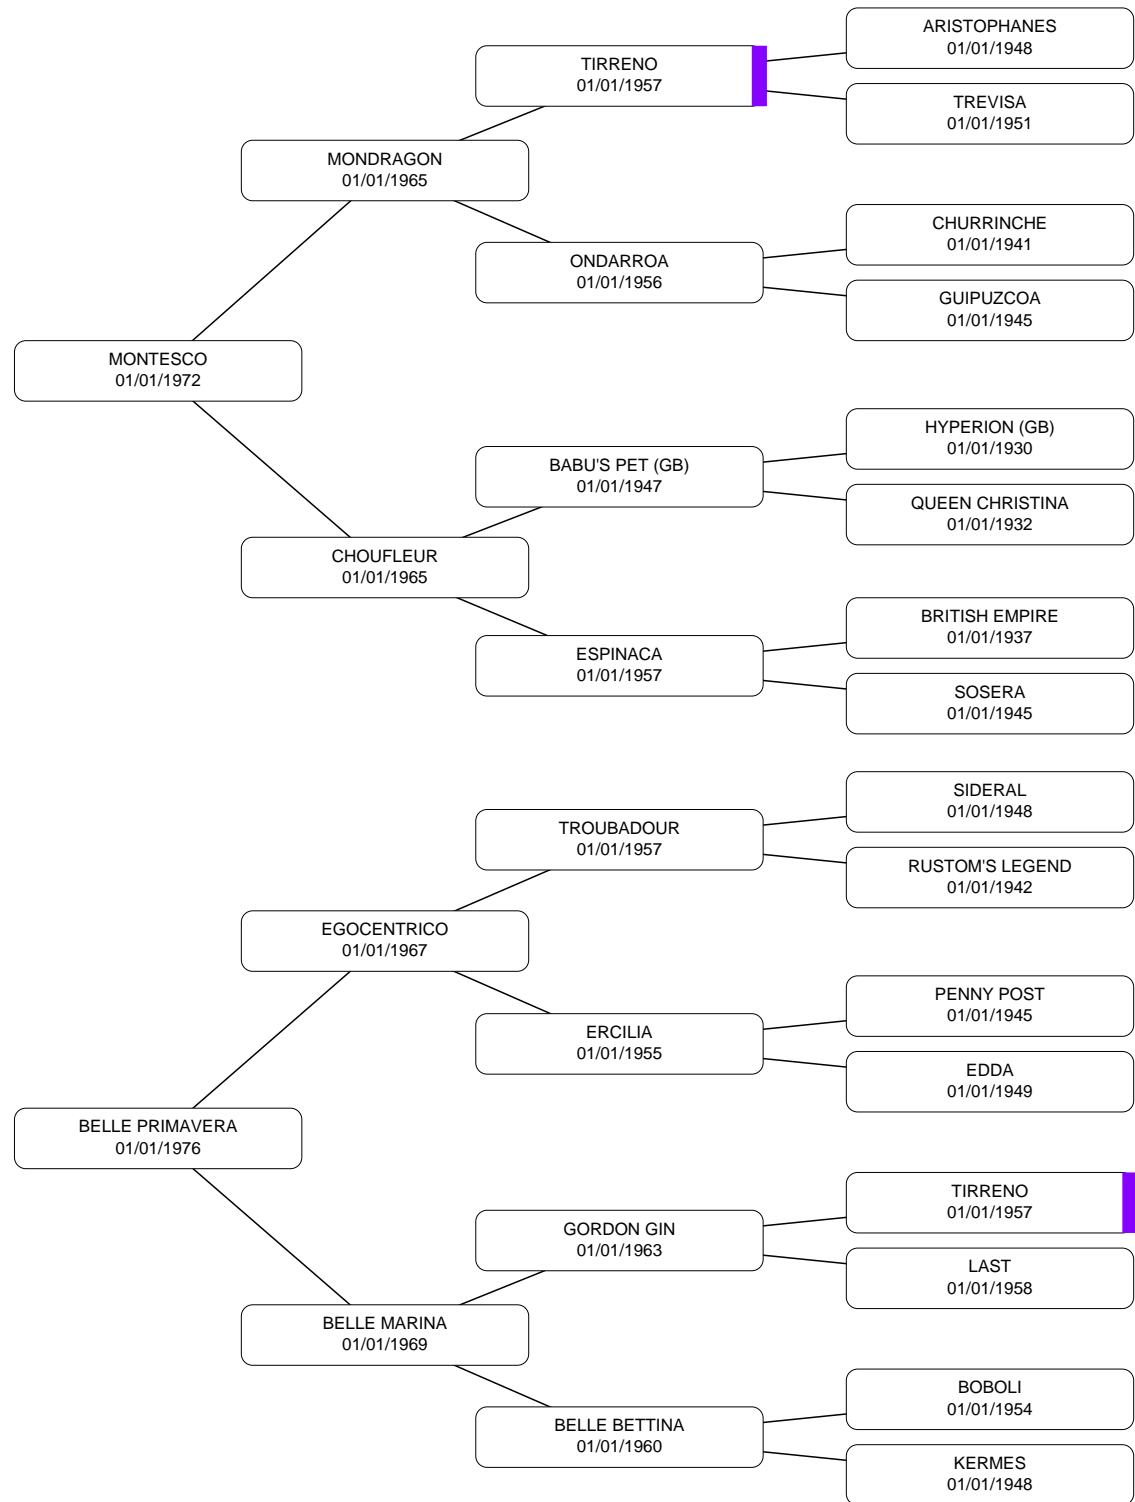 ARISTOPHANES
01/01/1948
TIRRENO
01/01/1957
TREVISA
01/01/1951
MONDRAGON
01/01/1965
CHURRINCHE
01/01/1941
ONDARROA
01/01/1956
GUIPUZCOA
01/01/1945
MONTESCO
01/01/1972
HYPERION (GB)
01/01/1930
BABU'S PET (GB)
01/01/1947
QUEEN CHRISTINA
01/01/1932
CHOUFLEUR
01/01/1965
BRITISH EMPIRE
01/01/1937
ESPINACA
01/01/1957
SOSERA
01/01/1945
SIDERAL
01/01/1948
TROUBADOUR
01/01/1957
RUSTOM'S LEGEND
01/01/1942
EGOCENTRICO
01/01/1967
PENNY POST
01/01/1945
ERCILIA
01/01/1955
EDDA
01/01/1949
BELLE PRIMAVERA
01/01/1976
TIRRENO
01/01/1957
GORDON GIN
01/01/1963
LAST
01/01/1958
BELLE MARINA
01/01/1969
BOBOLI
01/01/1954
BELLE BETTINA
01/01/1960
KERMES
01/01/1948